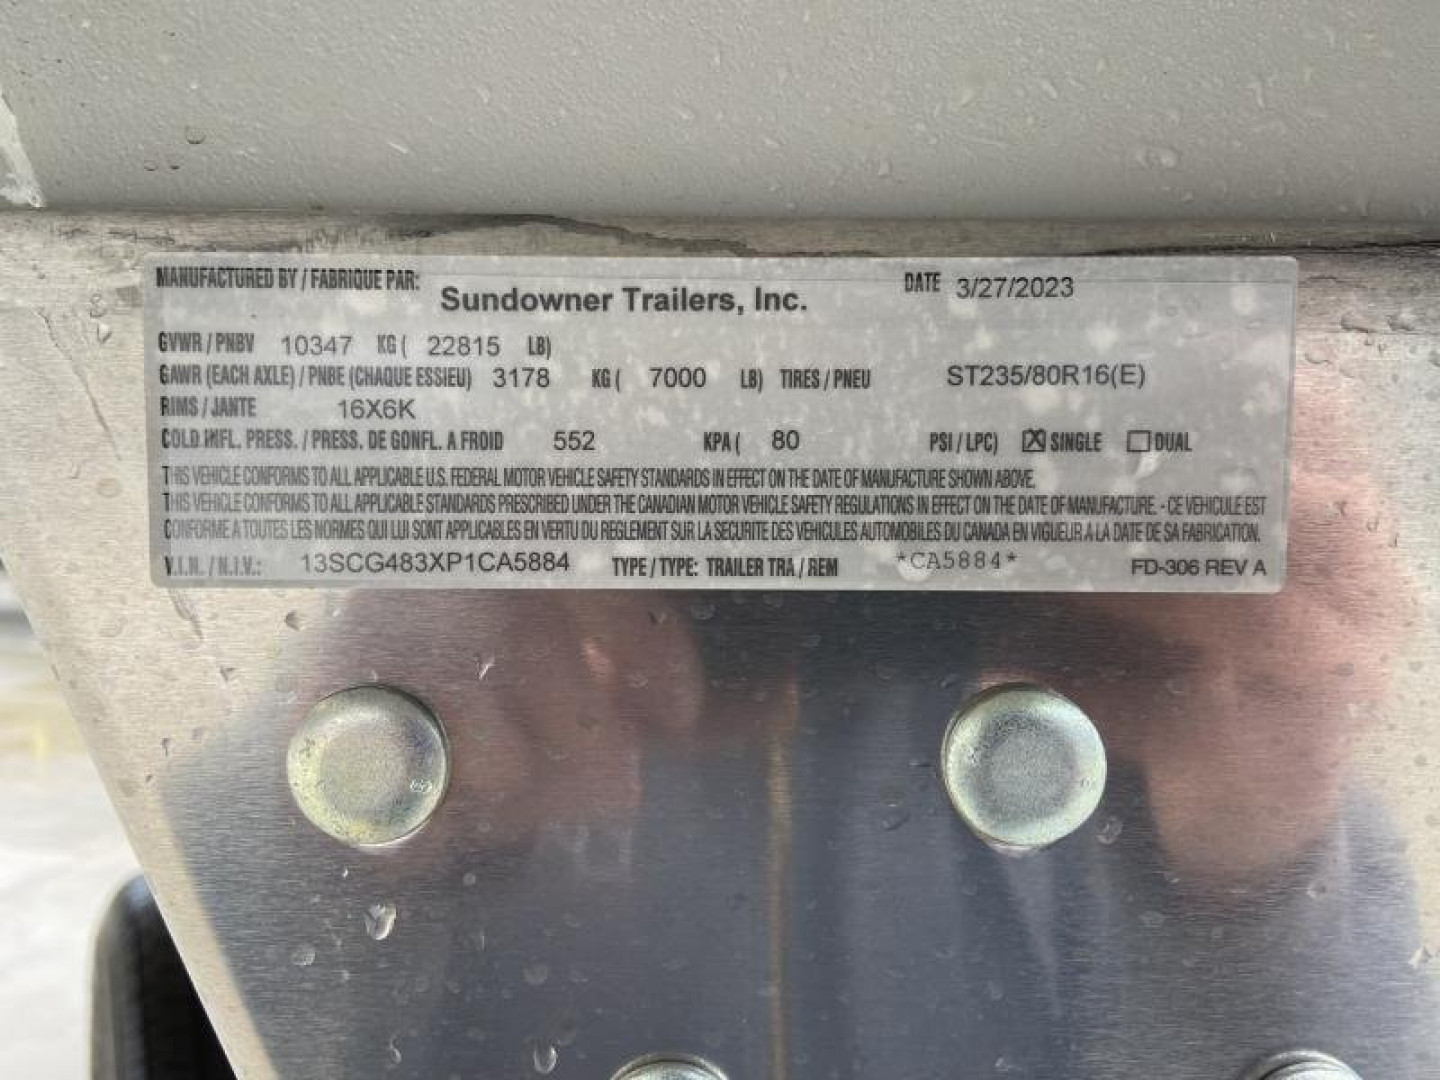 MANUFACTURED BY / FABRIQUE PAR: Sundowner Trailers, Inc. DATE 3/27/2023
GVWR / PNBV 10347 KG ( 22815 LB)
GAWR (EACH AXLE) / PNBE (CHAQUE ESSIEU) 3178 KG ( 7000 LB) TIRES / PNEU ST235/80R16(E)
RIMS / JANTE 16X6K
COLD INFL. PRESS. / PRESS. DE GONFL. A FROID 552 KPA ( 80 PSI / LPC) ☒ SINGLE ☐ DUAL
THIS VEHICLE CONFORMS TO ALL APPLICABLE U.S. FEDERAL MOTOR VEHICLE SAFETY STANDARDS IN EFFECT ON THE DATE OF MANUFACTURE SHOWN ABOVE.
THIS VEHICLE CONFORMS TO ALL APPLICABLE STANDARDS PRESCRIBED UNDER THE CANADIAN MOTOR VEHICLE SAFETY REGULATIONS IN EFFECT ON THE DATE OF MANUFACTURE. - CE VEHICULE EST
CONFORME A TOUTES LES NORMES QUI LUI SONT APPLICABLES EN VERTU DU REGLEMENT SUR LA SECURITE DES VEHICULES AUTOMOBILES DU CANADA EN VIGUEUR A LA DATE DE SA FABRICATION.
V.I.N. / N.I.V.: 13SCG483XP1CA5884 TYPE / TYPE: TRAILER TRA / REM *CA5884* FD-306 REV A